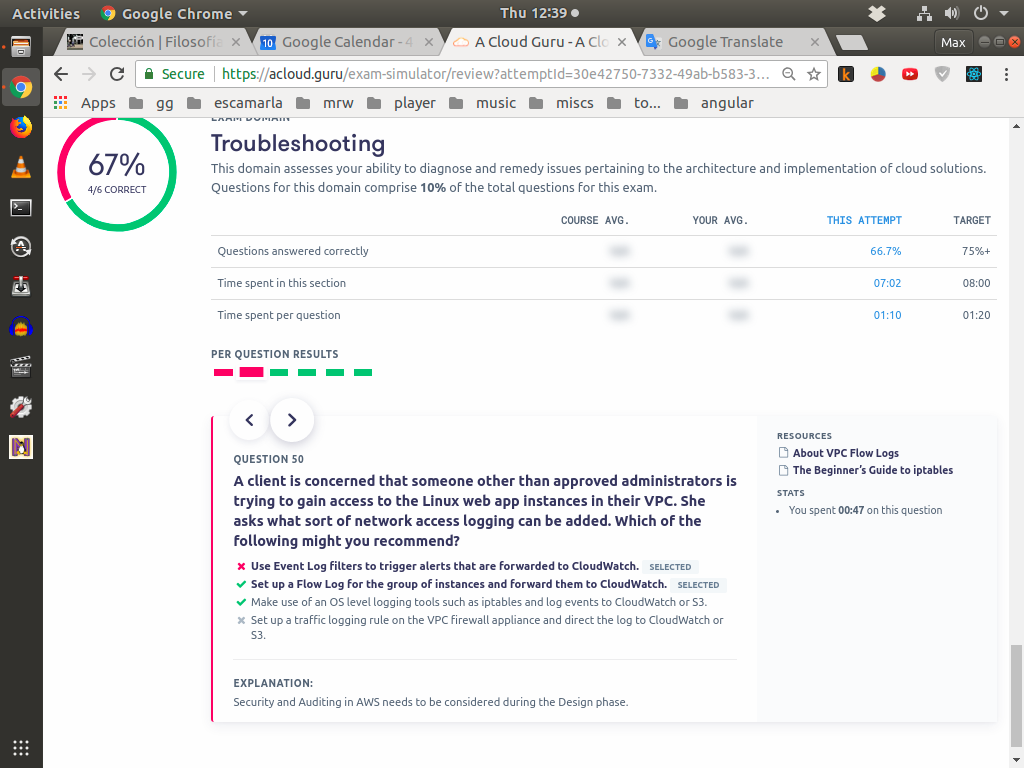 Activities Google Chrome Thu 12:39
Colección | Filosofía Google Calendar - 4 A Cloud Guru - A Clo Google Translate Max
Secure https://acloud.guru/exam-simulator/review?attemptId=30e42750-7332-49ab-b583-3...
Apps gg escamarla mrw player music miscs to... angular
EXAM DOMAIN
Troubleshooting
67%
4/6 CORRECT
This domain assesses your ability to diagnose and remedy issues pertaining to the architecture and implementation of cloud solutions.
Questions for this domain comprise 10% of the total questions for this exam.
COURSE AVG. YOUR AVG. THIS ATTEMPT TARGET
Questions answered correctly 66.7% 75%+
Time spent in this section 07:02 08:00
Time spent per question 01:10 01:20
PER QUESTION RESULTS
QUESTION 50
A client is concerned that someone other than approved administrators is
trying to gain access to the Linux web app instances in their VPC. She
asks what sort of network access logging can be added. Which of the
following might you recommend?
Use Event Log filters to trigger alerts that are forwarded to CloudWatch. SELECTED
Set up a Flow Log for the group of instances and forward them to CloudWatch. SELECTED
Make use of an OS level logging tools such as iptables and log events to CloudWatch or S3.
Set up a traffic logging rule on the VPC firewall appliance and direct the log to CloudWatch or
S3.
EXPLANATION:
Security and Auditing in AWS needs to be considered during the Design phase.
RESOURCES
About VPC Flow Logs
The Beginner's Guide to iptables
STATS
You spent 00:47 on this question